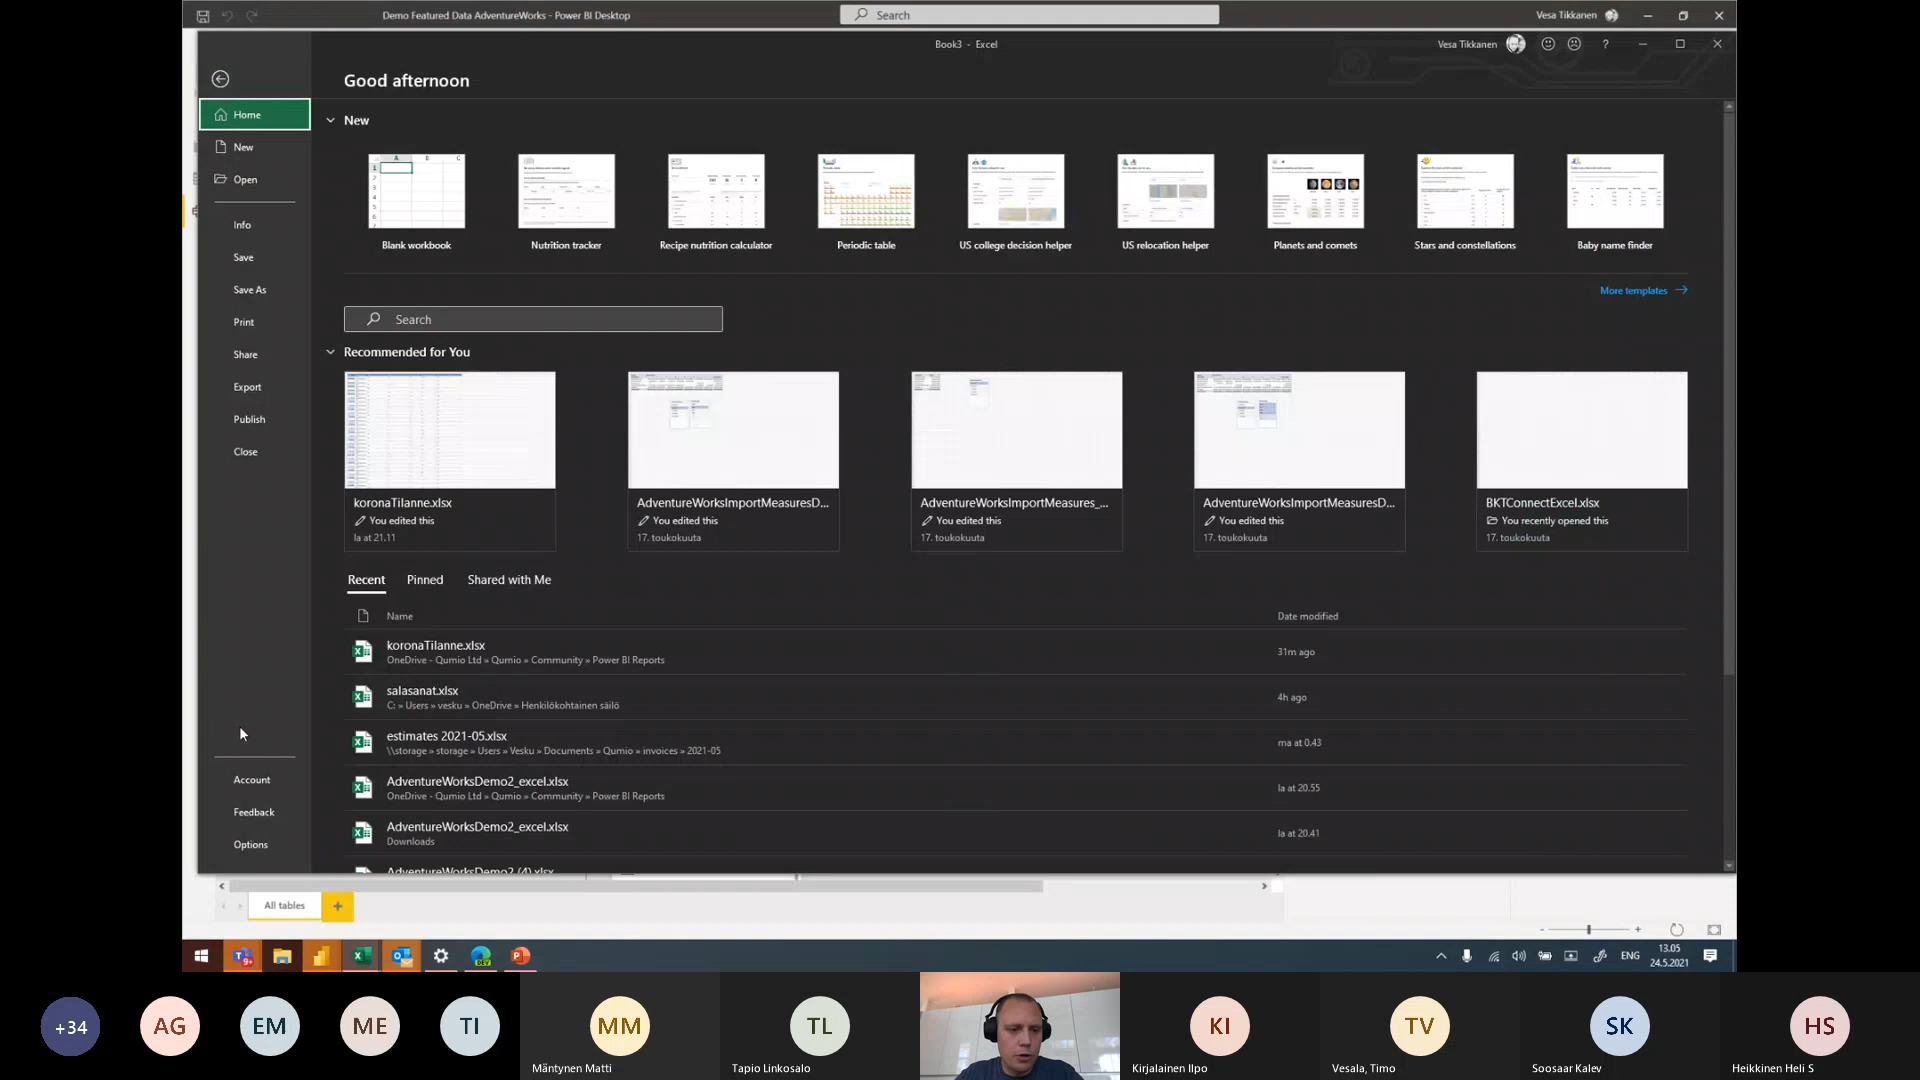 Demo Featured Data AdventureWorks - Power BI Desktop
Search
Vesa Tikkanen
Book3 - Excel
Vesa Tikkanen
?
Good afternoon
Home
New
Open
Info
Save
Save As
Print
Share
Export
Publish
Close
Account
Feedback
Options
New
Blank workbook
Nutrition tracker
Recipe nutrition calculator
Periodic table
US college decision helper
US relocation helper
Planets and comets
Stars and constellations
Baby name finder
More templates
Search
Recommended for You
koronaTilanne.xlsx
You edited this
la at 21.11
AdventureWorksImportMeasuresD...
You edited this
17. toukokuuta
AdventureWorksImportMeasures_...
You edited this
17. toukokuuta
AdventureWorksImportMeasuresD...
You edited this
17. toukokuuta
BKTConnectExcel.xlsx
You recently opened this
17. toukokuuta
Recent Pinned Shared with Me
Name Date modified
koronaTilanne.xlsx
OneDrive - Qumio Ltd » Qumio » Community » Power BI Reports
31m ago
salasanat.xlsx
C: » Users » vesku » OneDrive » Henkilökohtainen säilö
4h ago
estimates 2021-05.xlsx
\\storage » storage » Users » Vesku » Documents » Qumio » invoices » 2021-05
ma at 0.43
AdventureWorksDemo2_excel.xlsx
OneDrive - Qumio Ltd » Qumio » Community » Power BI Reports
la at 20.55
AdventureWorksDemo2_excel.xlsx
Downloads
la at 20.41
AdventureWorksDemo2 (4).xlsx
All tables
+
- +
ENG
13.05
24.5.2021
+34
AG
EM
ME
TI
MM
Mäntynen Matti
TL
Tapio Linkosalo
KI
Kirjalainen Ilpo
TV
Vesala, Timo
SK
Soosaar Kalev
HS
Heikkinen Heli S